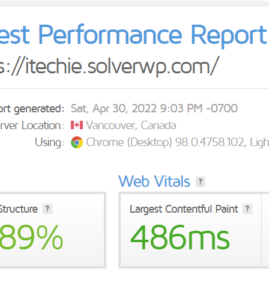 est Performance Report
s://itechie.solverwp.com/
ort generated: Sat, Apr 30, 2022 9:03 PM -0700
rver Location: Vancouver, Canada
Using: Chrome (Desktop) 98.0.4758.102, Ligh
Web Vitals ?
Structure ? Largest Contentful Paint ?
89% 486ms